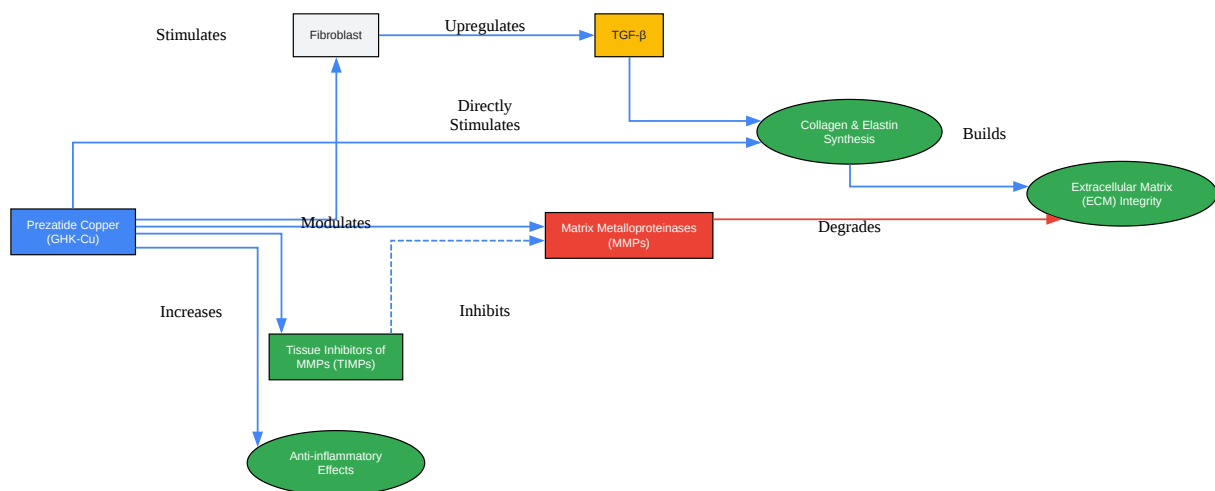 Stimulates
Fibroblast
Upregulates
TGF-β
Directly
Stimulates
Collagen & Elastin
Synthesis
Builds
Extracellular Matrix
(ECM) Integrity
Prezatide Copper
(GHK-Cu)
Modulates
Matrix Metalloproteinases
(MMPs)
Degrades
Increases
Inhibits
Tissue Inhibitors of
MMPs (TIMPs)
Anti-inflammatory
Effects